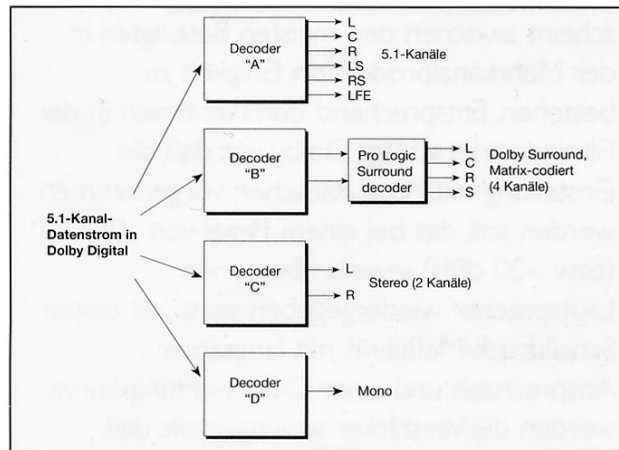 Decoder
"A"
L
C
R
LS
RS
LFE
5.1-Kanäle
Decoder
"B"
Pro Logic
Surround
decoder
L
C
R
S
Dolby Surround,
Matrix-codiert
(4 Kanäle)
5.1-Kanal-
Datenstrom in
Dolby Digital
Decoder
"C"
L
R
Stereo (2 Kanäle)
Decoder
"D"
Mono